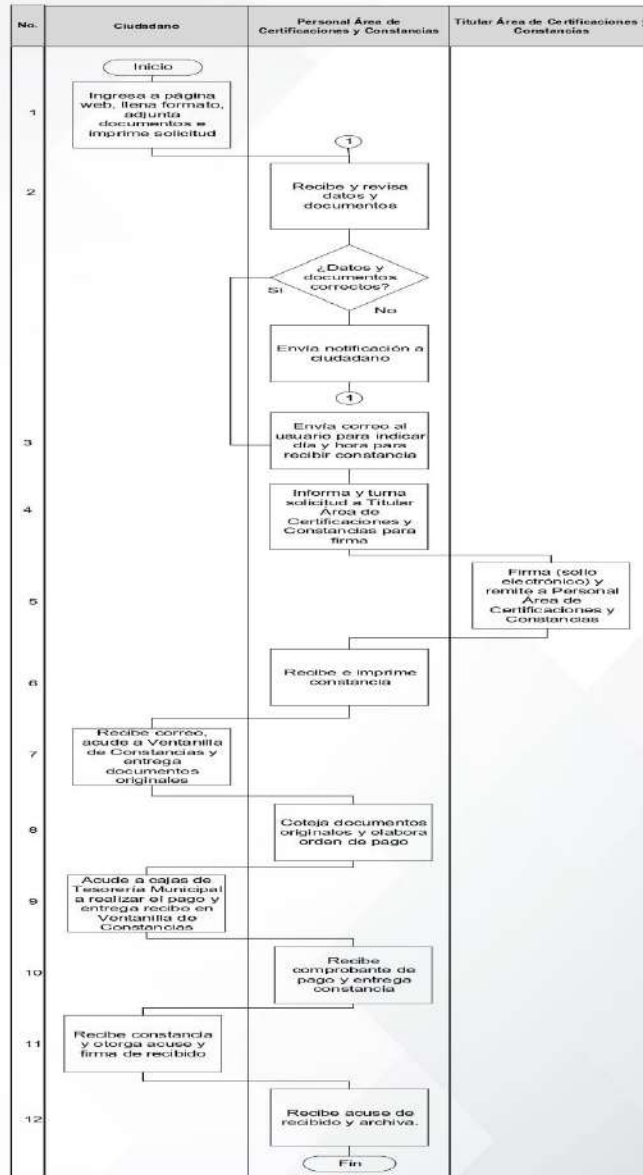 No.
Ciudadano
Personal Área de
Certificaciones y Constancias
Titular Área de Certificaciones y
Constancias
Inicio
1
Ingresa a página
web, llena formato,
adjunta
documentos e
imprime solicitud
1
2
Recibe y revisa
datos y
documentos
¿Datos y
documentos
correctos?
Si
No
Envía notificación a
ciudadano
1
3
Envía correo al
usuario para indicar
día y hora para
recibir constancia
4
Informa y turna
solicitud a Titular
Área de
Certificaciones y
Constancias para
firma
5
Firma (sello
electrónico) y
remite a Personal
Área de
Certificaciones y
Constancias
6
Recibe e imprime
constancia
7
Recibe correo,
acude a Ventanilla
de Constancias y
entrega
documentos
originales
8
Coteja documentos
originales y elabora
orden de pago
9
Acude a cajas de
Tesorería Municipal
a realizar el pago y
entrega recibo en
Ventanilla de
Constancias
10
Recibe
comprobante de
pago y entrega
constancia
11
Recibe constancia
y otorga acuse y
firma de recibido
12
Recibe acuse de
recibido y archiva.
Fin